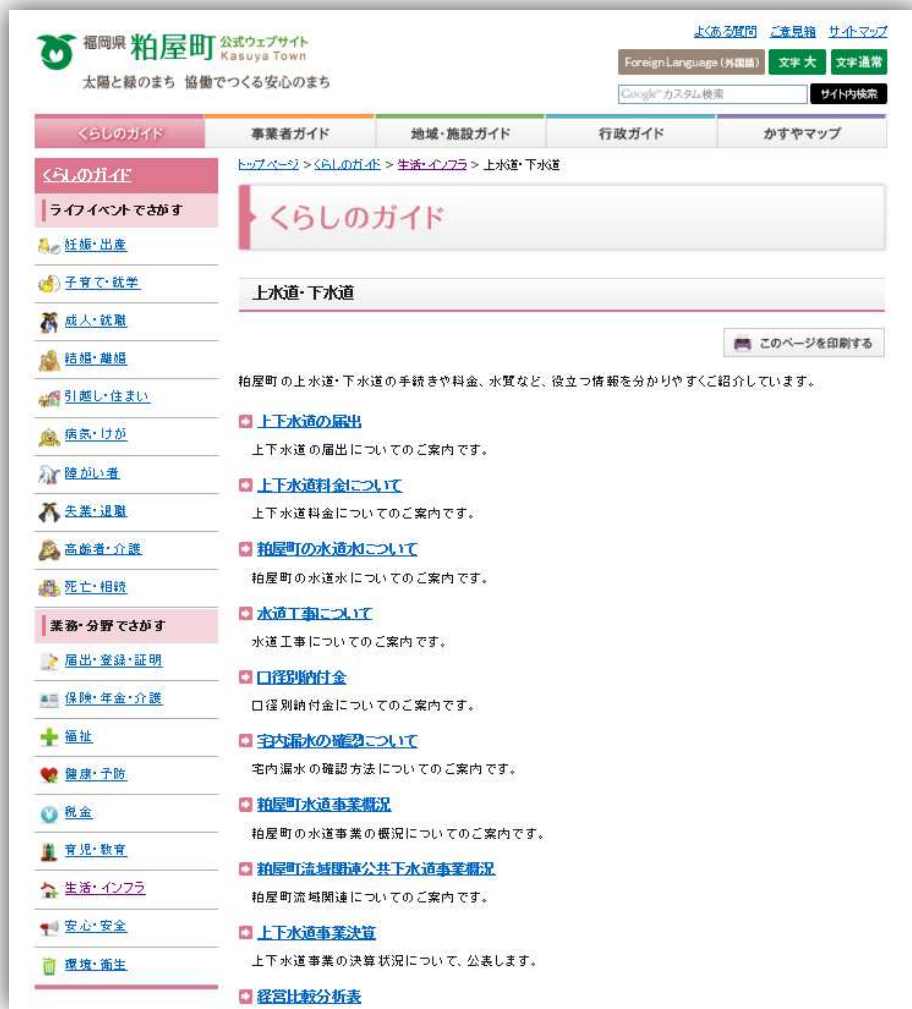 福岡県 粕屋町 公式ウェブサイト
Kasuya Town
太陽と緑のまち 協働でつくる安心のまち
よくある質問 ご意見箱 サイトマップ
Foreign Language (外国語) 文字 大 文字通常
Google カスタム検索 サイト内検索
くらしのガイド 事業者ガイド 地域・施設ガイド 行政ガイド かすやマップ
くらしのガイド
ライフイベントでさがす
妊娠・出産
子育て・就学
成人・就職
結婚・離婚
引越し・住まい
病気・けが
障がい者
失業・退職
高齢者・介護
死亡・相続
業務・分野でさがす
届出・登録・証明
保険・年金・介護
福祉
健康・予防
税金
育児・教育
生活・インフラ
安心・安全
環境・衛生
トップページ > くらしのガイド > 生活・インフラ > 上水道・下水道
くらしのガイド
上水道・下水道
このページを印刷する
粕屋町の上水道・下水道の手続きや料金、水質など、役立つ情報を分かりやすくご紹介しています。
上下水道の届出
上下水道の届出についてのご案内です。
上下水道料金について
上下水道料金についてのご案内です。
粕屋町の水道水について
粕屋町の水道水についてのご案内です。
水道工事について
水道工事についてのご案内です。
口径別納付金
口径別納付金についてのご案内です。
宅内漏水の確認について
宅内漏水の確認方法についてのご案内です。
粕屋町水道事業概況
粕屋町の水道事業の概況についてのご案内です。
粕屋町流域関連公共下水道事業概況
粕屋町流域関連についてのご案内です。
上下水道事業決算
上下水道事業の決算状況について、公表します。
経営比較分析表